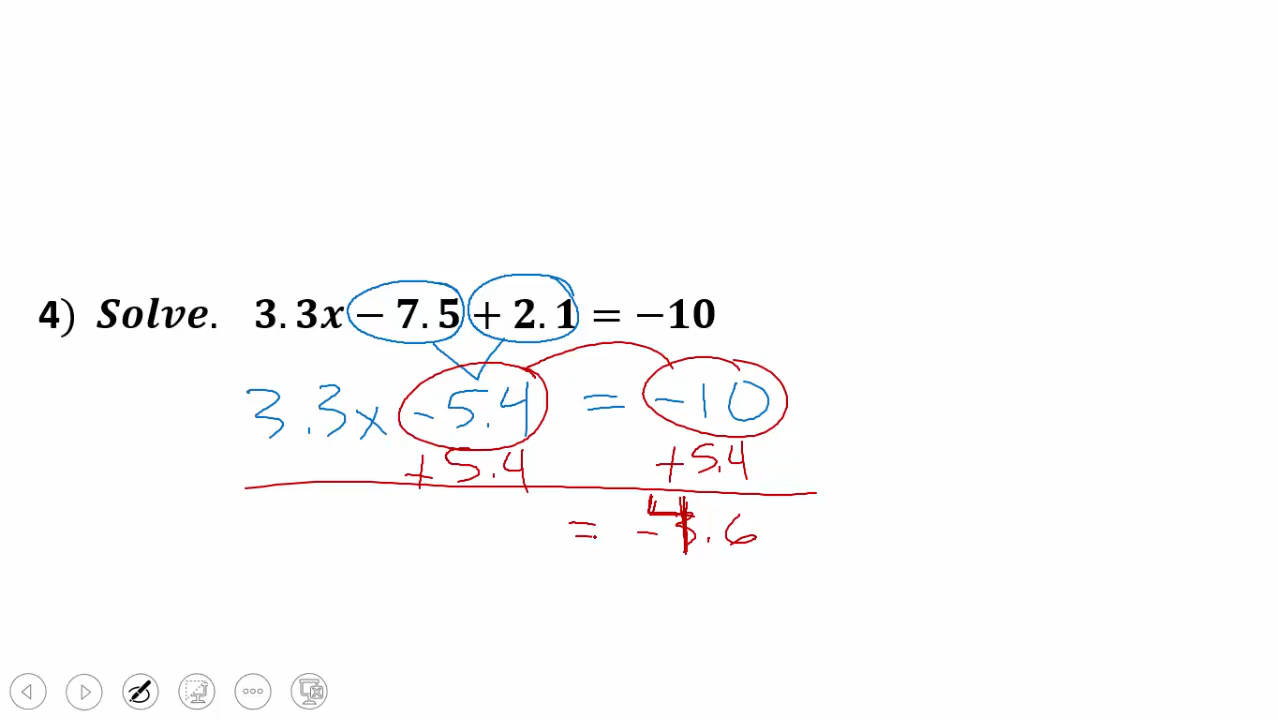 4) Solve. 3.3x − 7.5 + 2.1 = −10
3.3x -5.4 = -10
+5.4 +5.4
= -4.6